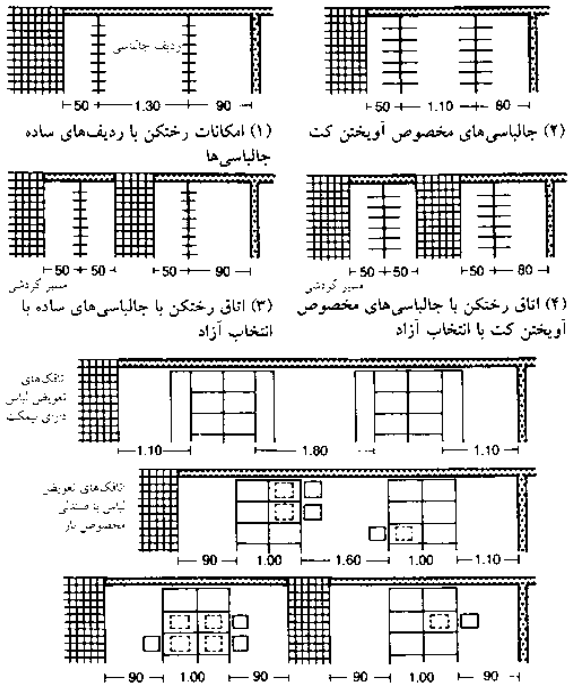 ردیف جالباسی
50 1.30 90
50 1.10 80
(۱) امکانات رختکن با ردیف‌های ساده
جالباسی‌ها
(۲) جالباسی‌های مخصوص آویختن کت
50 50 50 90
50 50 50 80
مسیر گردشی
مسیر گردشی
(۳) اتاق رختکن با جالباسی‌های ساده با
انتخاب آزاد
(۴) اتاق رختکن با جالباسی‌های مخصوص
آویختن کت با انتخاب آزاد
اتاقک‌های
تعویض لباس
دارای نیمکت
1.10 1.80 1.10
اتاقک‌های تعویض
لباس با صندلی
مخصوص بار
90 1.00 1.60 1.00 1.10
90 1.00 90 90 1.00 90